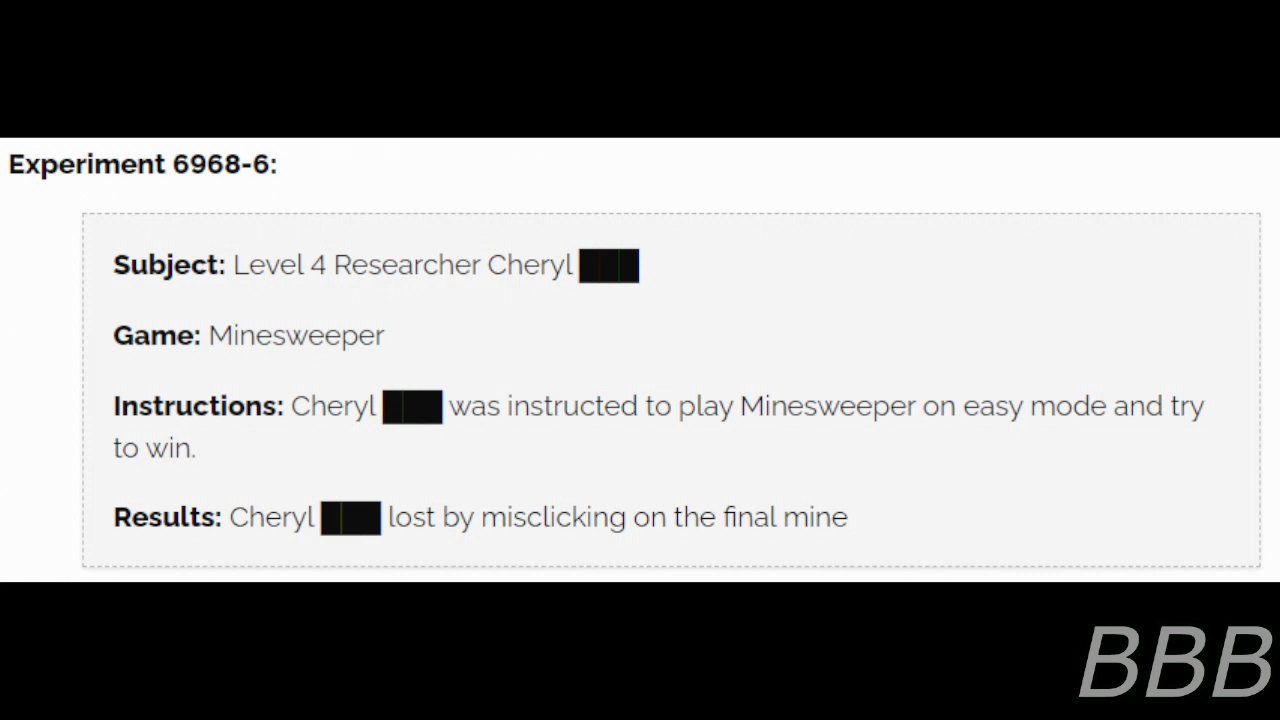 Experiment 6968-6:
Subject: Level 4 Researcher Cheryl ███
Game: Minesweeper
Instructions: Cheryl ███ was instructed to play Minesweeper on easy mode and try
to win.
Results: Cheryl ███ lost by misclicking on the final mine
BBB